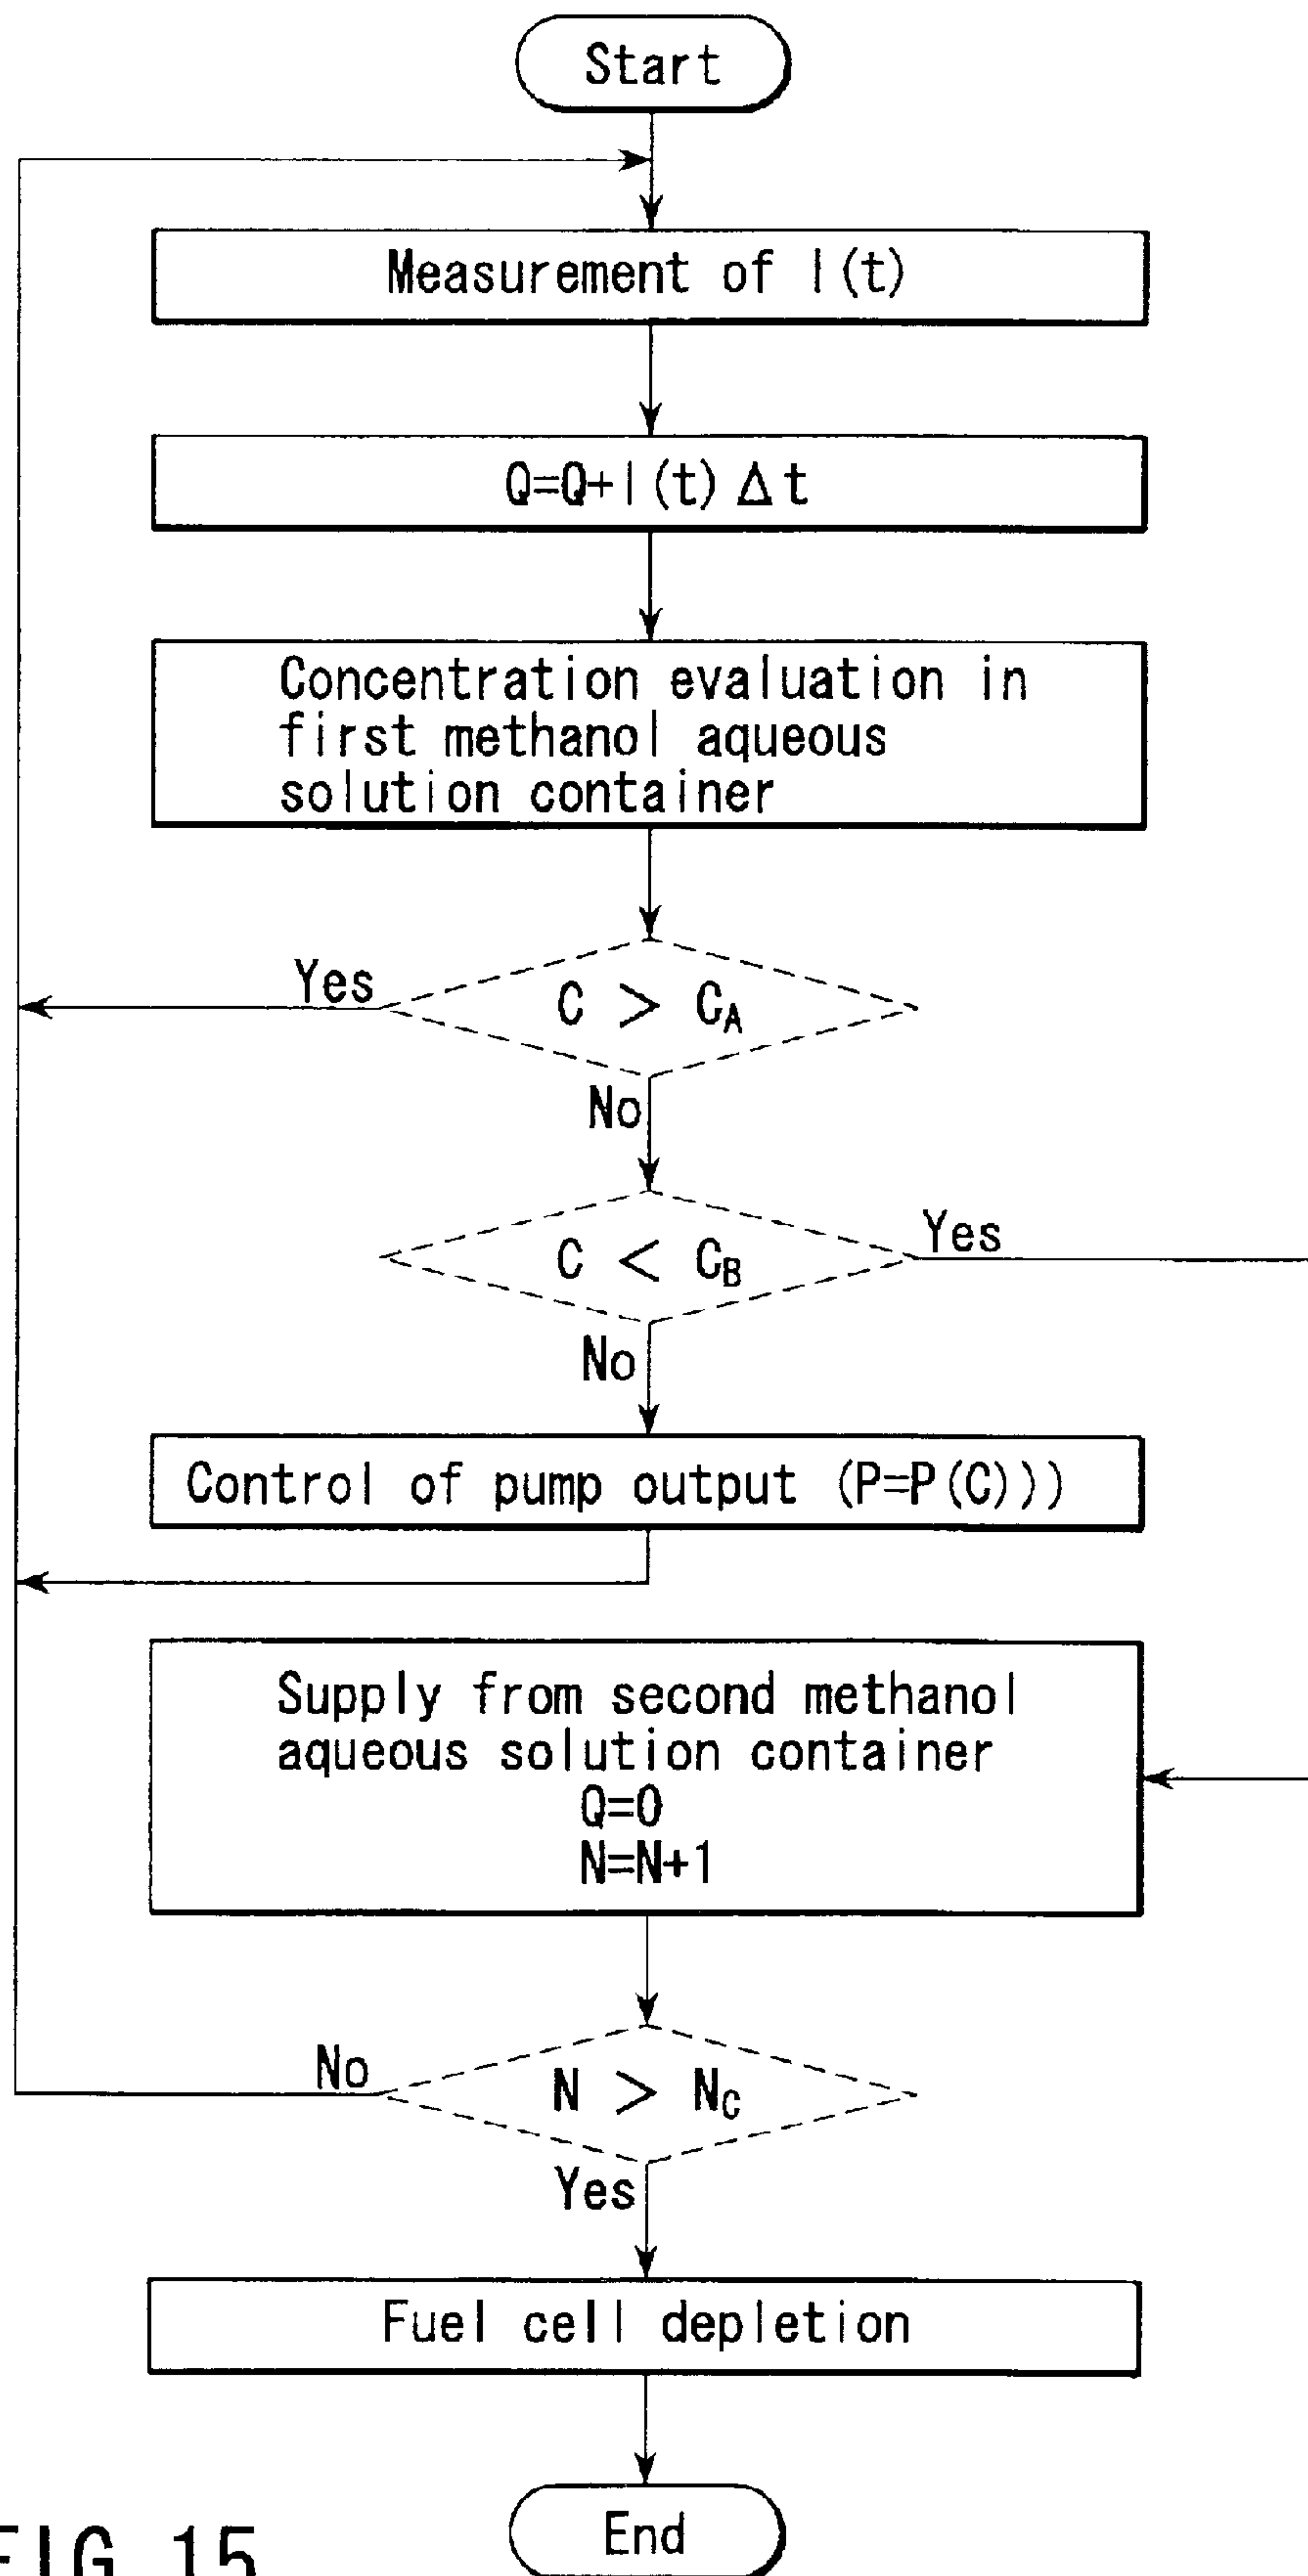 Start
Measurement of I(t)
Q=Q+I(t)Δt
Concentration evaluation in
first methanol aqueous
solution container
Yes
C > CA
No
C < CB
Yes
No
Control of pump output (P=P(C)))
Supply from second methanol
aqueous solution container
Q=0
N=N+1
No
N > NC
Yes
Fuel cell depletion
End
FIG. 15